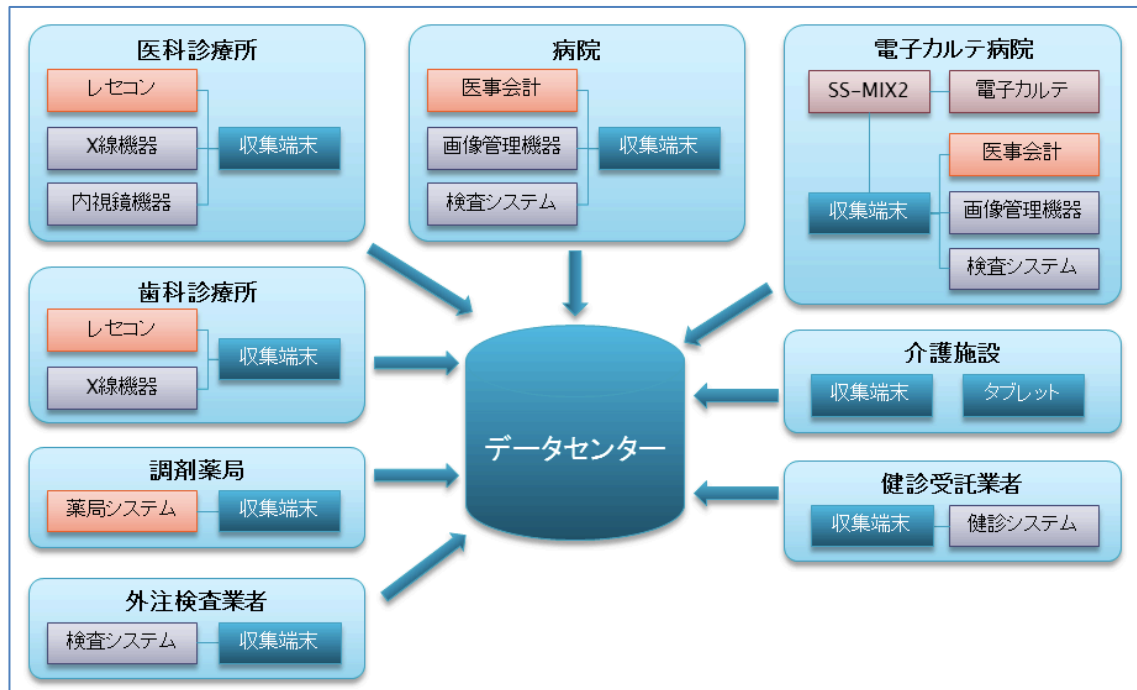 医科診療所
レセコン
X線機器
収集端末
内視鏡機器
病院
医事会計
画像管理機器
収集端末
検査システム
電子カルテ病院
SS-MIX2
電子カルテ
医事会計
収集端末
画像管理機器
検査システム
歯科診療所
レセコン
収集端末
X線機器
データセンター
介護施設
収集端末
タブレット
調剤薬局
薬局システム
収集端末
健診受託業者
収集端末
健診システム
外注検査業者
検査システム
収集端末